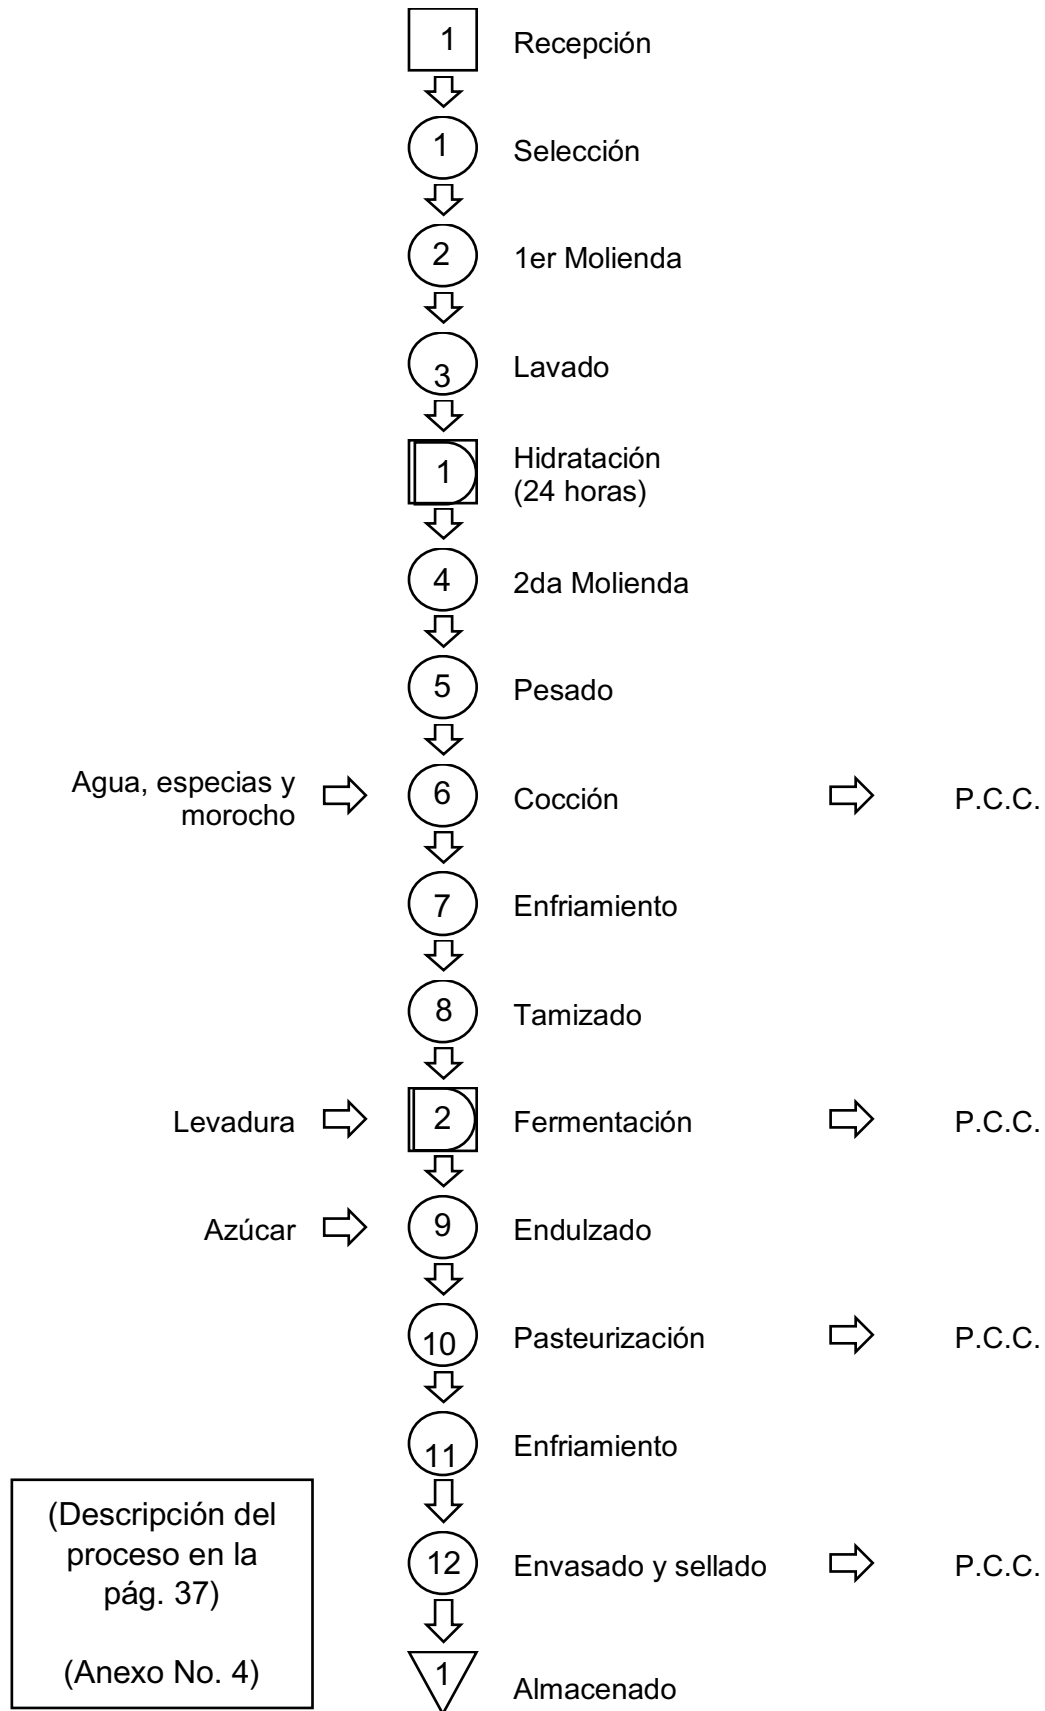 1 Recepción
1 Selección
2 1er Molienda
3 Lavado
1 Hidratación
(24 horas)
4 2da Molienda
5 Pesado
Agua, especias y
morocho
6 Cocción P.C.C.
7 Enfriamiento
8 Tamizado
Levadura 2 Fermentación P.C.C.
Azúcar 9 Endulzado
10 Pasteurización P.C.C.
11 Enfriamiento
12 Envasado y sellado P.C.C.
1 Almacenado
(Descripción del
proceso en la
pág. 37)
(Anexo No. 4)